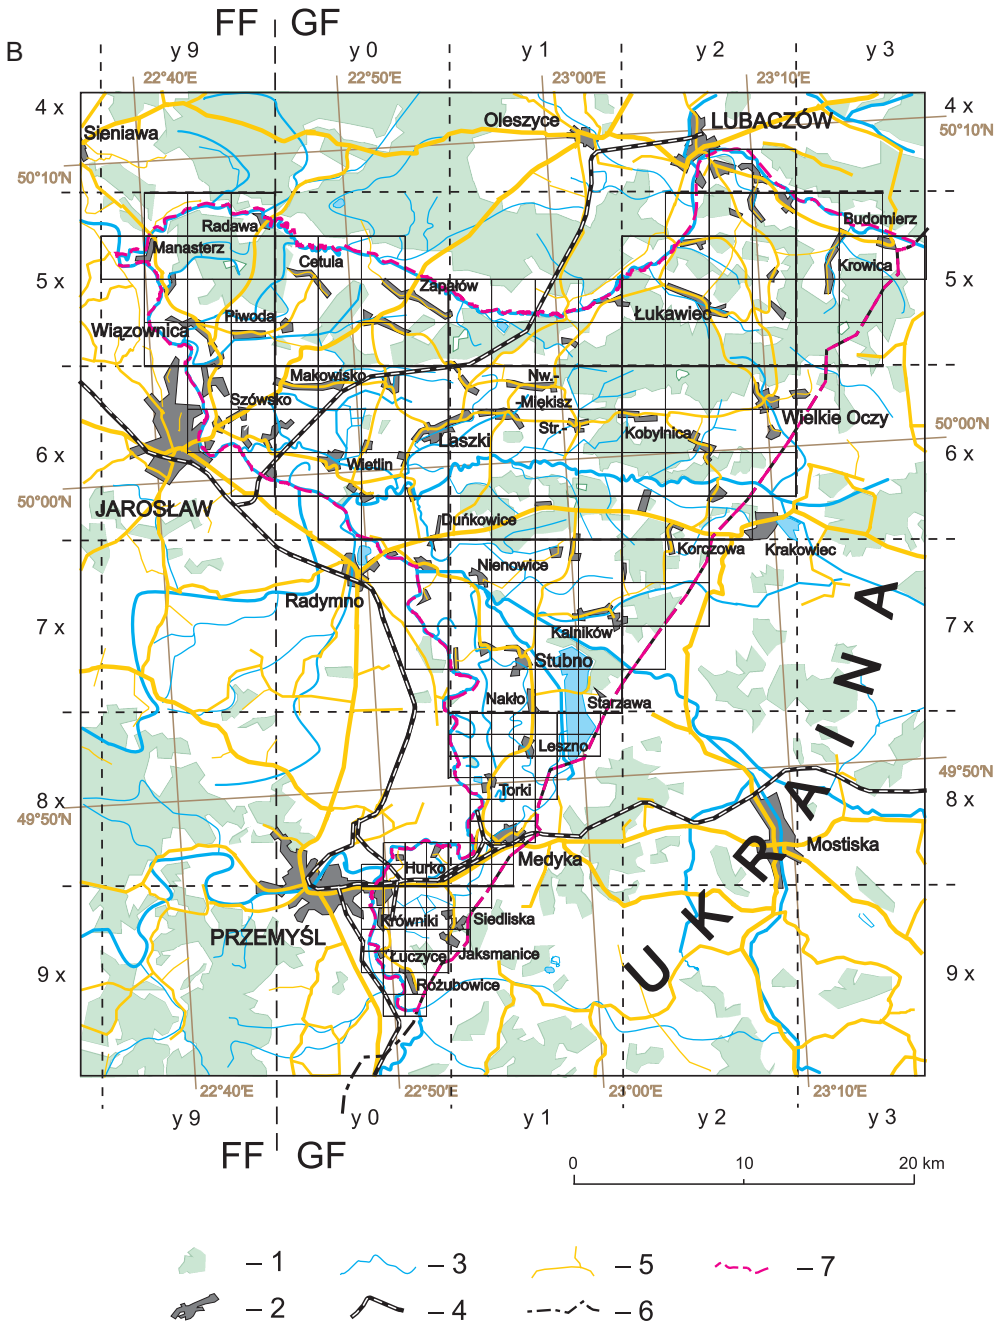 FF GF
B
y 9 y 0 y 1 y 2 y 3
22°40'E 22°50'E 23°00'E 23°10'E
4 x 4 x
Sieniawa
Oleszyce
LUBACZÓW
50°10'N
50°10'N
Radawa
Budomierz
Manasterz
Cetula
Krowica
5 x 5 x
Zapałów
Piwoda
Łukawiec
Wiązownica
Makowisko
Nw.-
Szówsko
-Miękisz
Wielkie Oczy
Str.-
50°00'N
Laszki
Kobylnica
6 x 6 x
Wietlin
50°00'N
JAROSŁAW
Duńkowice
Korczowa
Krakowiec
Nienowice
Radymno
7 x 7 x
Kalników
Stubno
Nakło
Starzawa
Leszno
49°50'N
Torki
8 x 8 x
49°50'N
Mostiska
Medyka
Hurko
Krówniki
Siedliska
PRZEMYŚL
Łuczyce
Jaksmanice
9 x 9 x
Różubowice
UKRAINA
22°40'E 22°50'E 23°00'E 23°10'E
y 9 y 0 y 1 y 2 y 3
FF GF
0 10 20 km
– 1 – 3 – 5 – 7
– 2 – 4 – 6